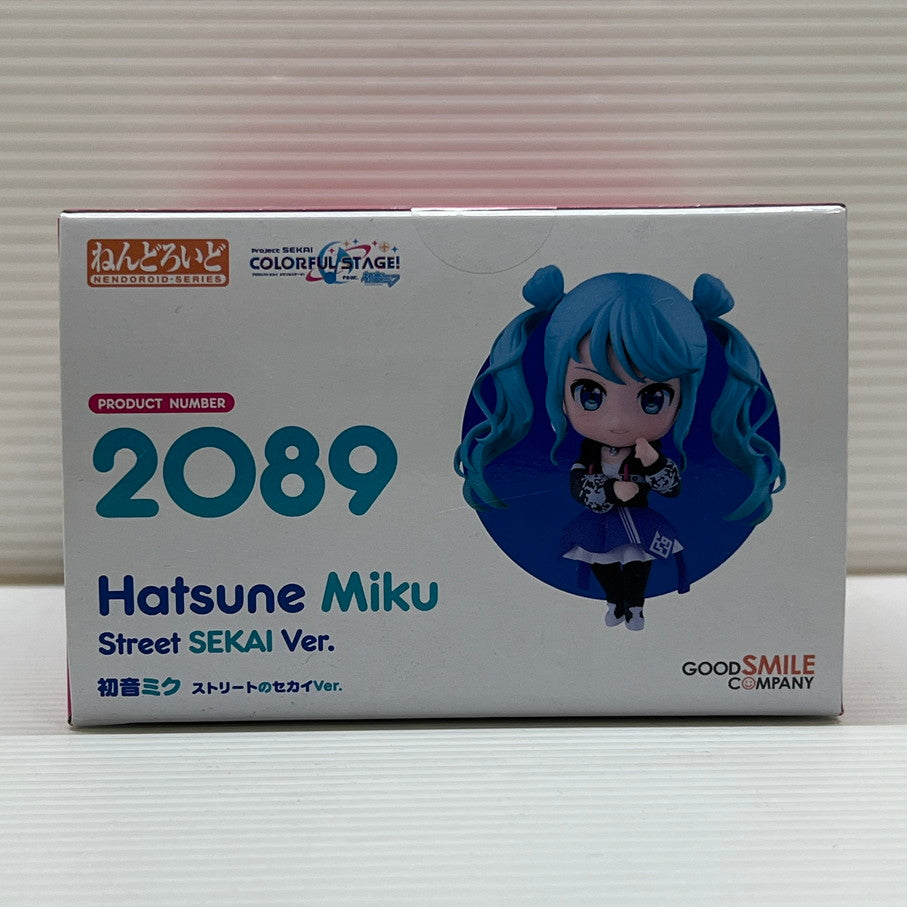 ねんどろいど
NENDOROID-SERIES
Project SEKAI
COLORFUL STAGE!
feat.
PRODUCT NUMBER
2089
Hatsune Miku
Street SEKAI Ver.
初音ミク ストリートのセカイVer.
GOOD SMILE
COMPANY